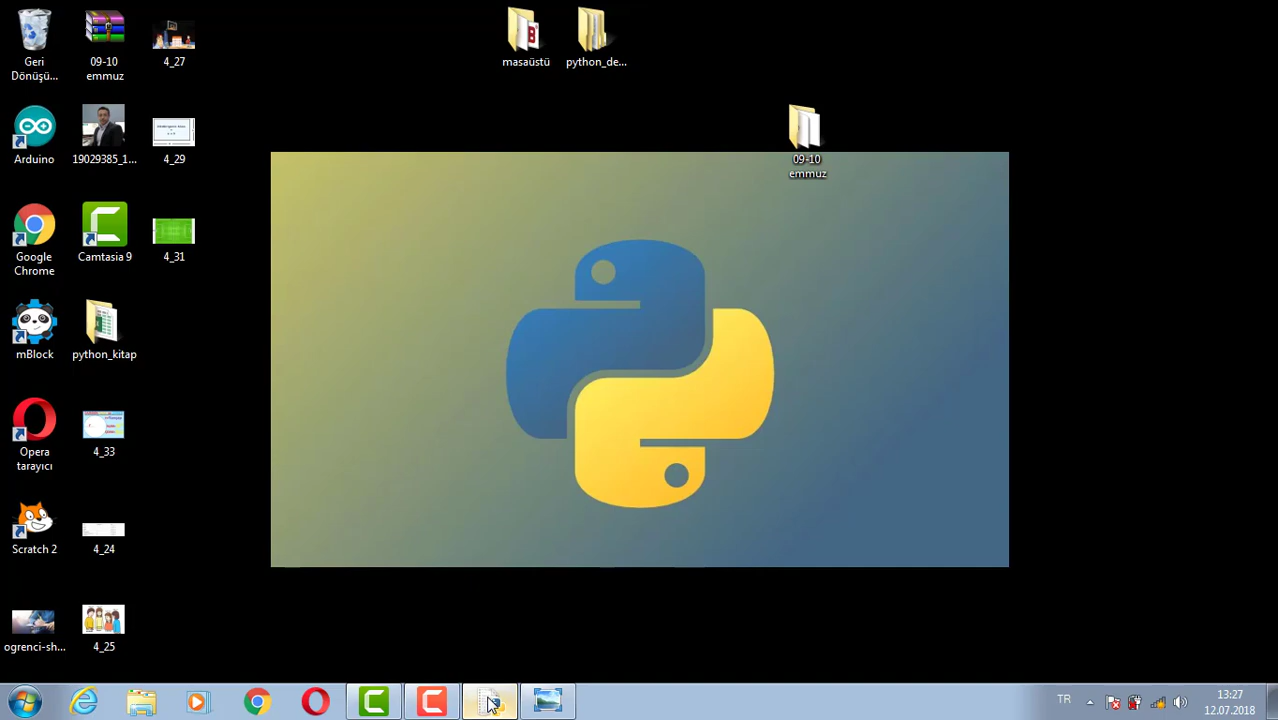 Geri
Dönüşü...
09-10
emmuz
4_27
masaüstü
python_de...
Arduino
19029385_1...
4_29
09-10
emmuz
Google
Chrome
Camtasia 9
4_31
mBlock
python_kitap
Opera
tarayıcı
4_33
Scratch 2
4_24
ogrenci-sh...
4_25
TR
13:27
12.07.2018